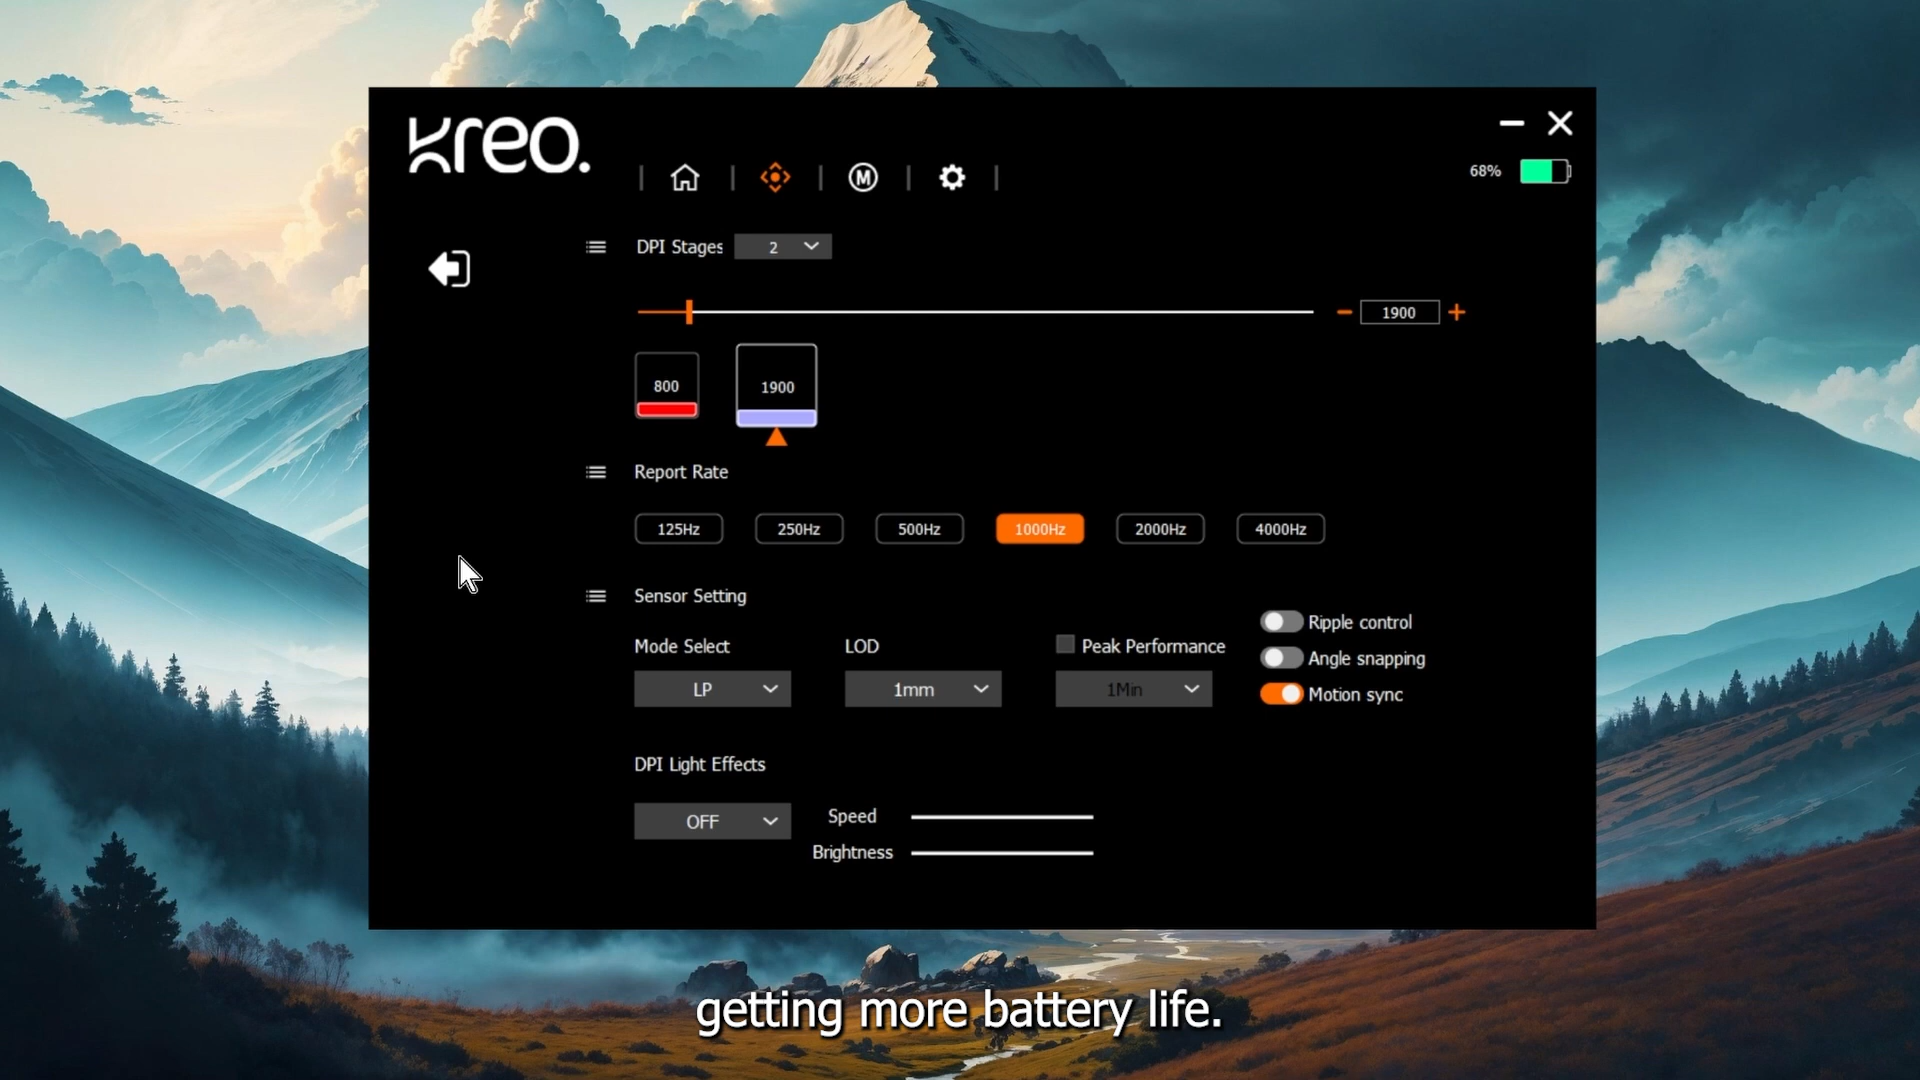 kreo.
68%
DPI Stages 2
1900
800 1900
Report Rate
125Hz 250Hz 500Hz 1000Hz 2000Hz 4000Hz
Sensor Setting
Mode Select LOD Peak Performance
LP 1mm 1Min
Ripple control
Angle snapping
Motion sync
DPI Light Effects
OFF
Speed
Brightness
getting more battery life.